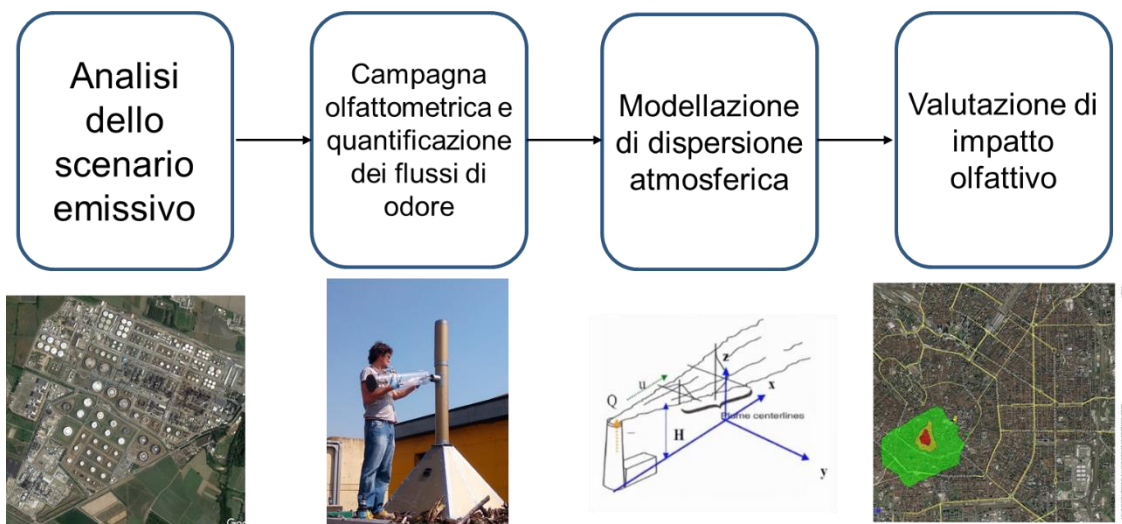 Analisi
dello
scenario
emissivo
Campagna
olfattometrica e
quantificazione
dei flussi di
odore
Modellazione
di dispersione
atmosferica
Valutazione di
impatto
olfattivo
z
u
x
Q
Plume centerlines
H
y
Goo